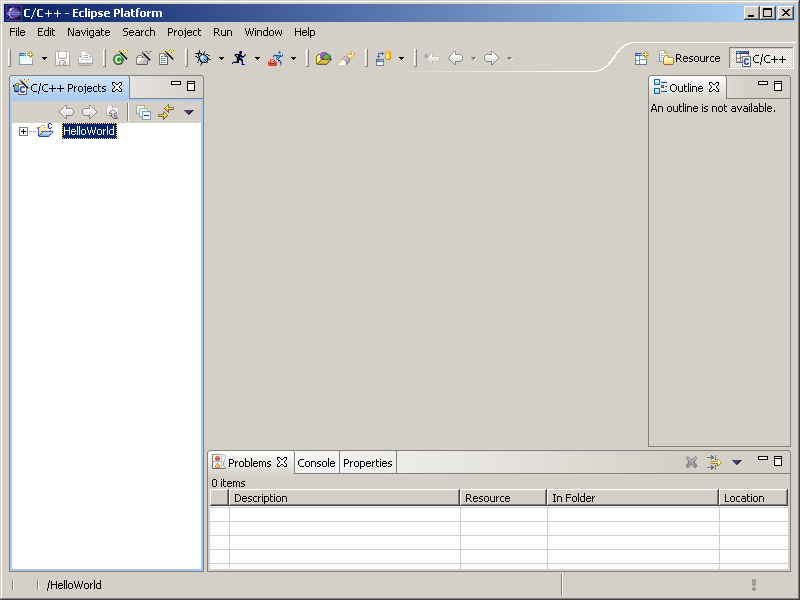 C/C++ - Eclipse Platform
File Edit Navigate Search Project Run Window Help
Resource C/C++
C/C++ Projects
Outline
An outline is not available.
HelloWorld
Problems Console Properties
0 items
Description Resource In Folder Location
/HelloWorld